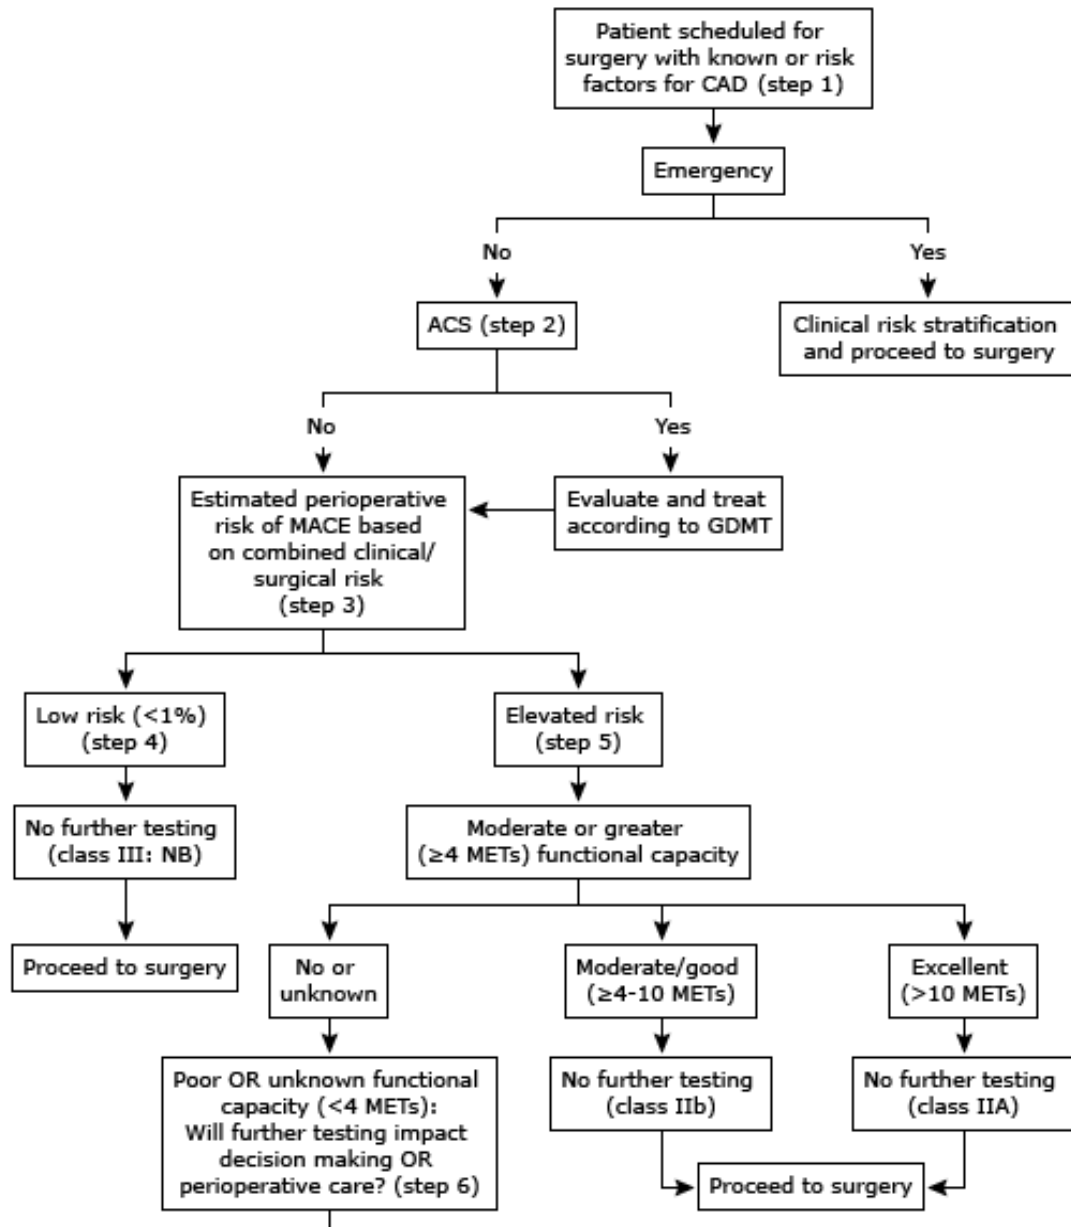 Patient scheduled for
surgery with known or risk
factors for CAD (step 1)
Emergency
No
Yes
ACS (step 2)
Clinical risk stratification
and proceed to surgery
No
Yes
Estimated perioperative
risk of MACE based
on combined clinical/
surgical risk
(step 3)
Evaluate and treat
according to GDMT
Low risk (<1%)
(step 4)
Elevated risk
(step 5)
No further testing
(class III: NB)
Moderate or greater
(≥4 METs) functional capacity
Proceed to surgery
No or
unknown
Moderate/good
(≥4-10 METs)
Excellent
(>10 METs)
Poor OR unknown functional
capacity (<4 METs):
Will further testing impact
decision making OR
perioperative care? (step 6)
No further testing
(class IIb)
No further testing
(class IIA)
Proceed to surgery